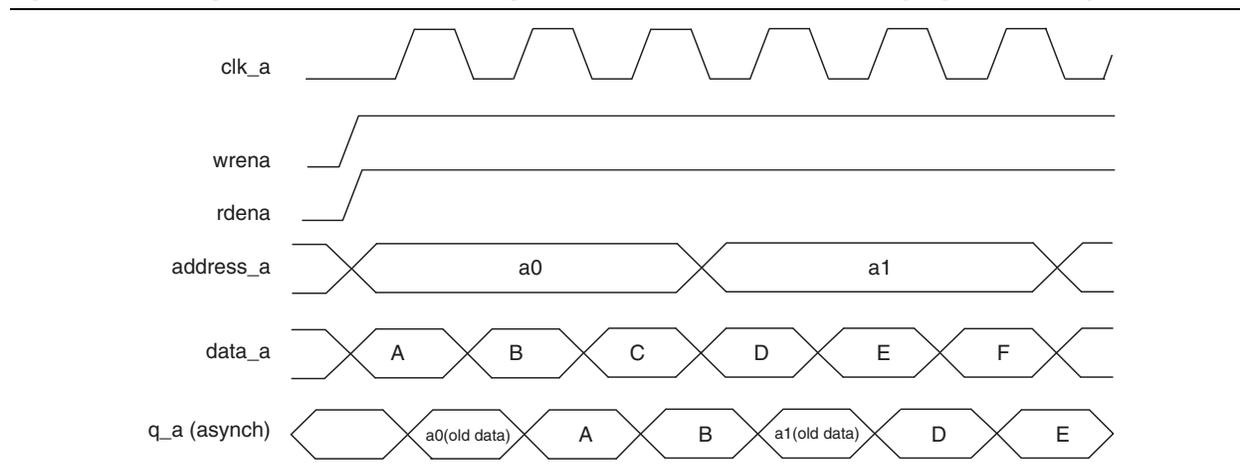 clk_a
wrena
rdena
address_a a0 a1
data_a A B C D E F
q_a (asynch) a0(old data) A B a1(old data) D E